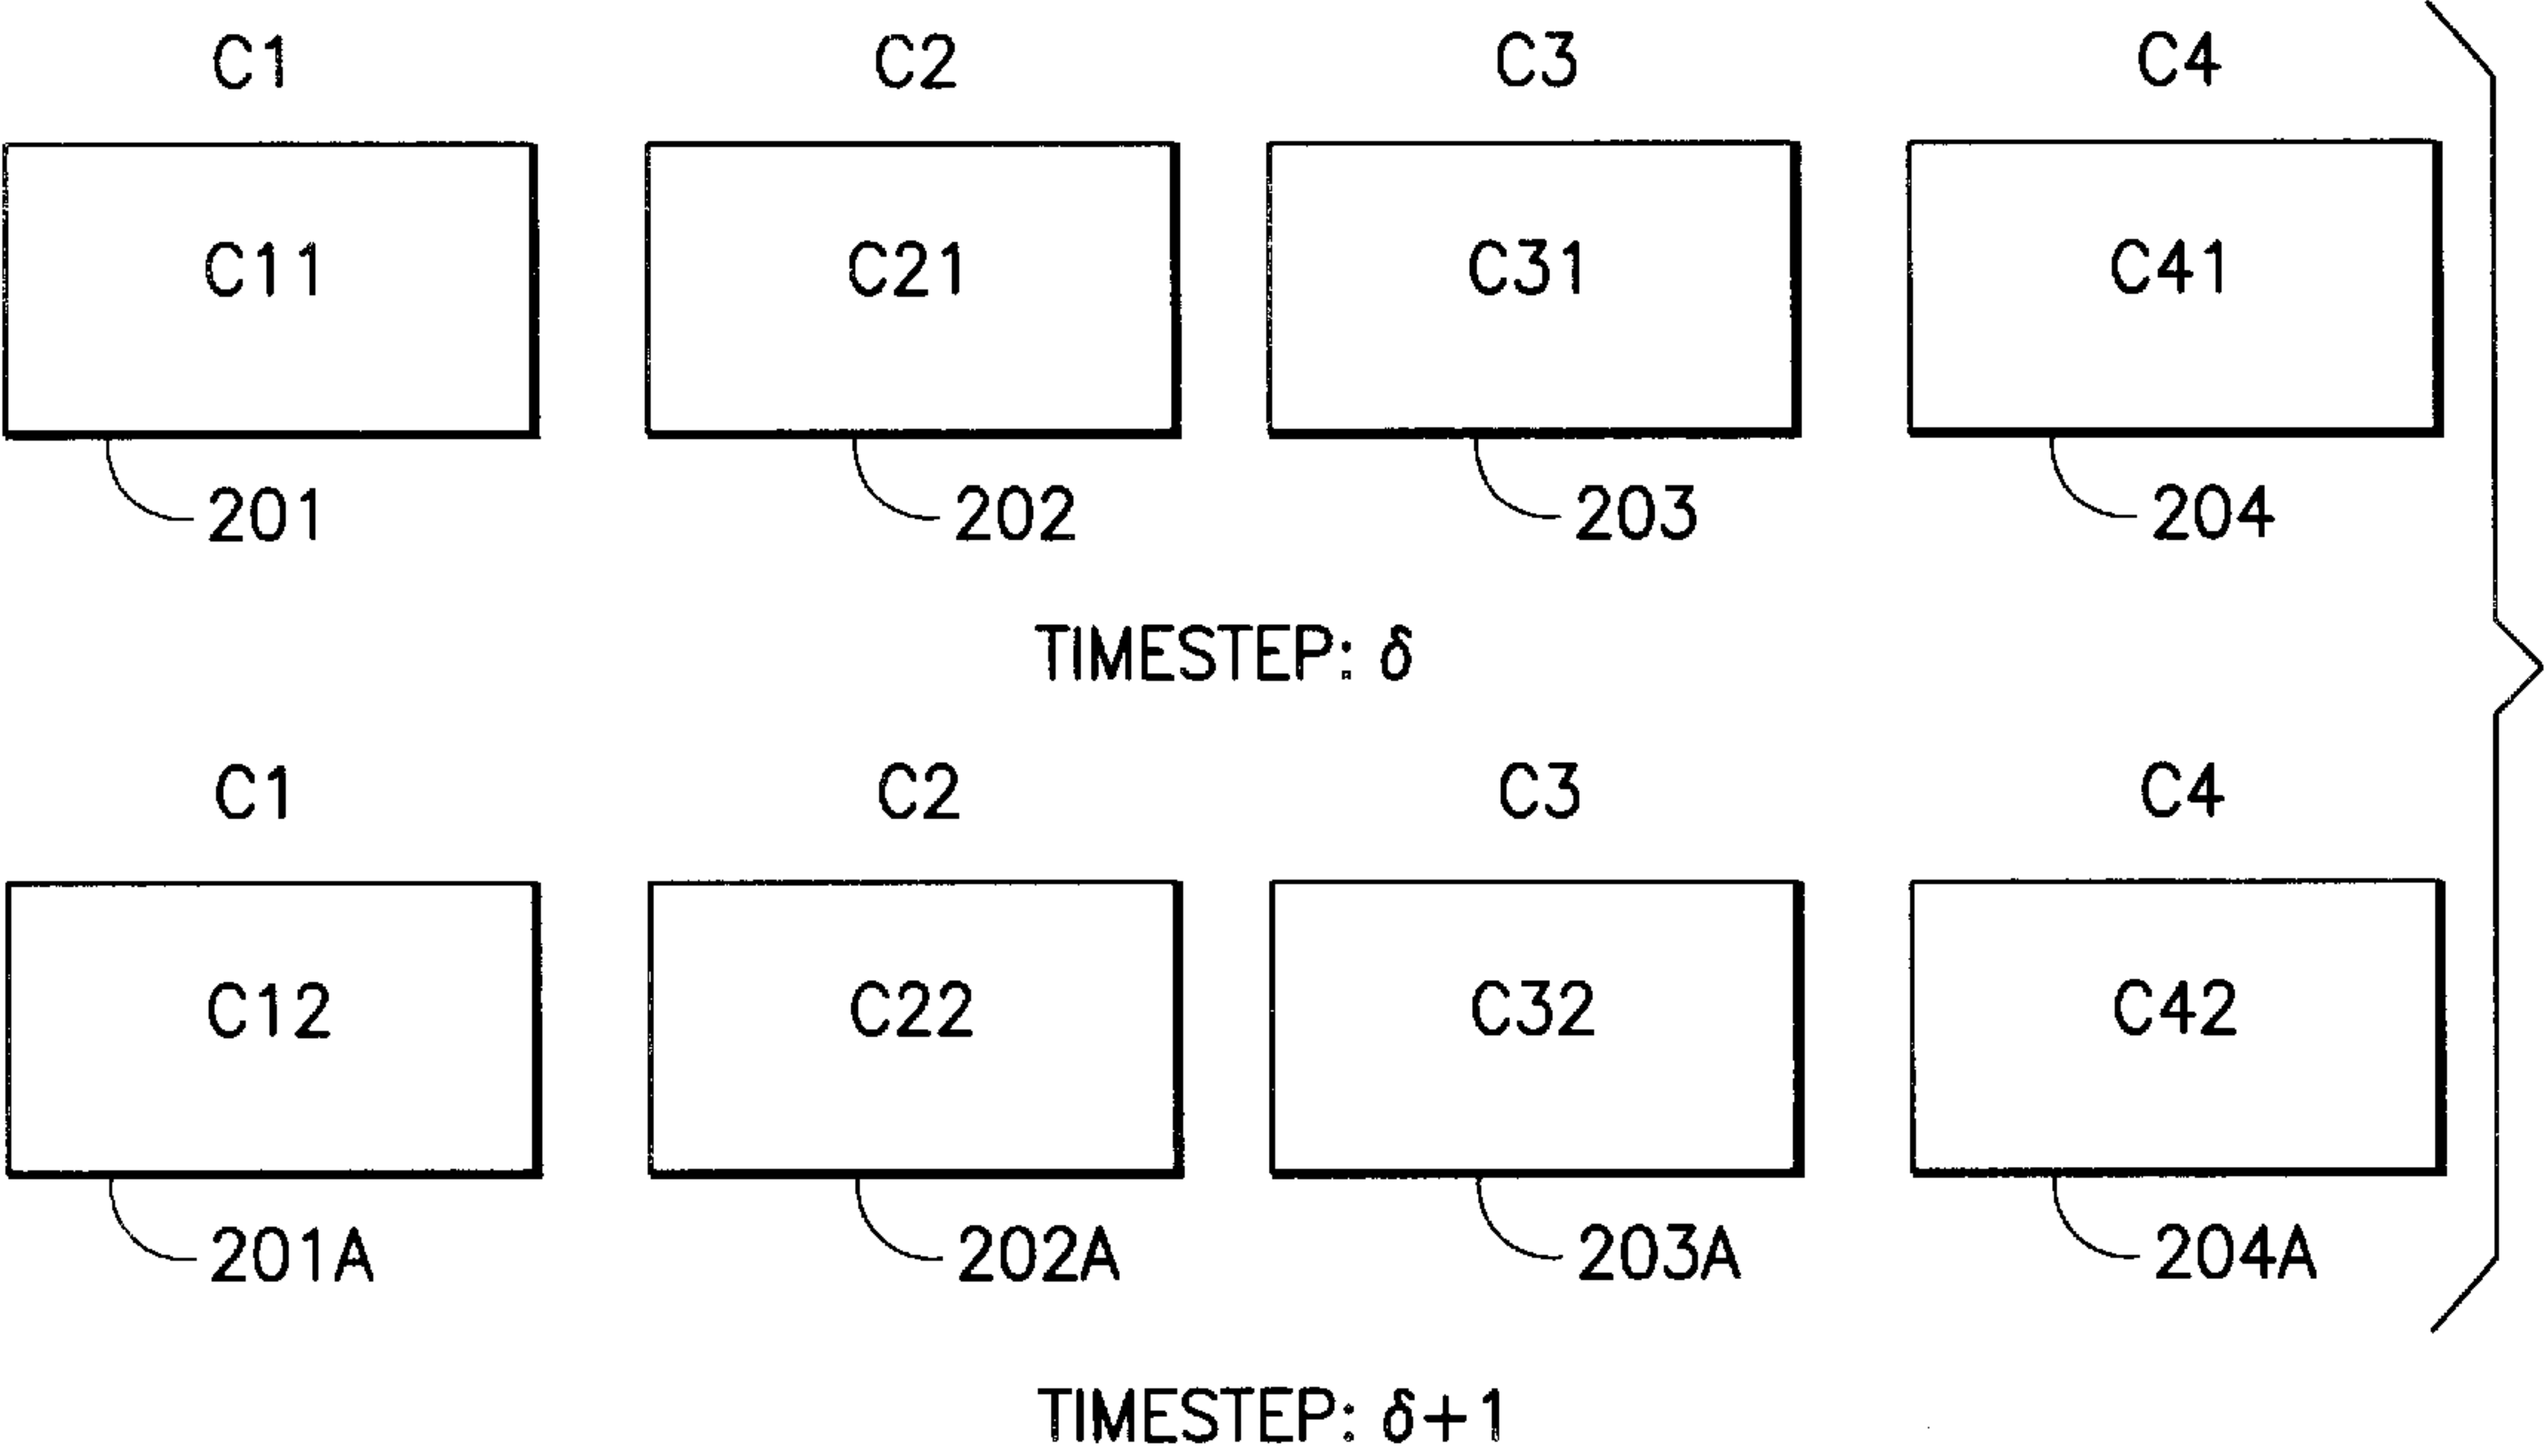 C1 C2 C3 C4
C11 C21 C31 C41
201 202 203 204
TIMESTEP: δ
C1 C2 C3 C4
C12 C22 C32 C42
201A 202A 203A 204A
TIMESTEP: δ+1